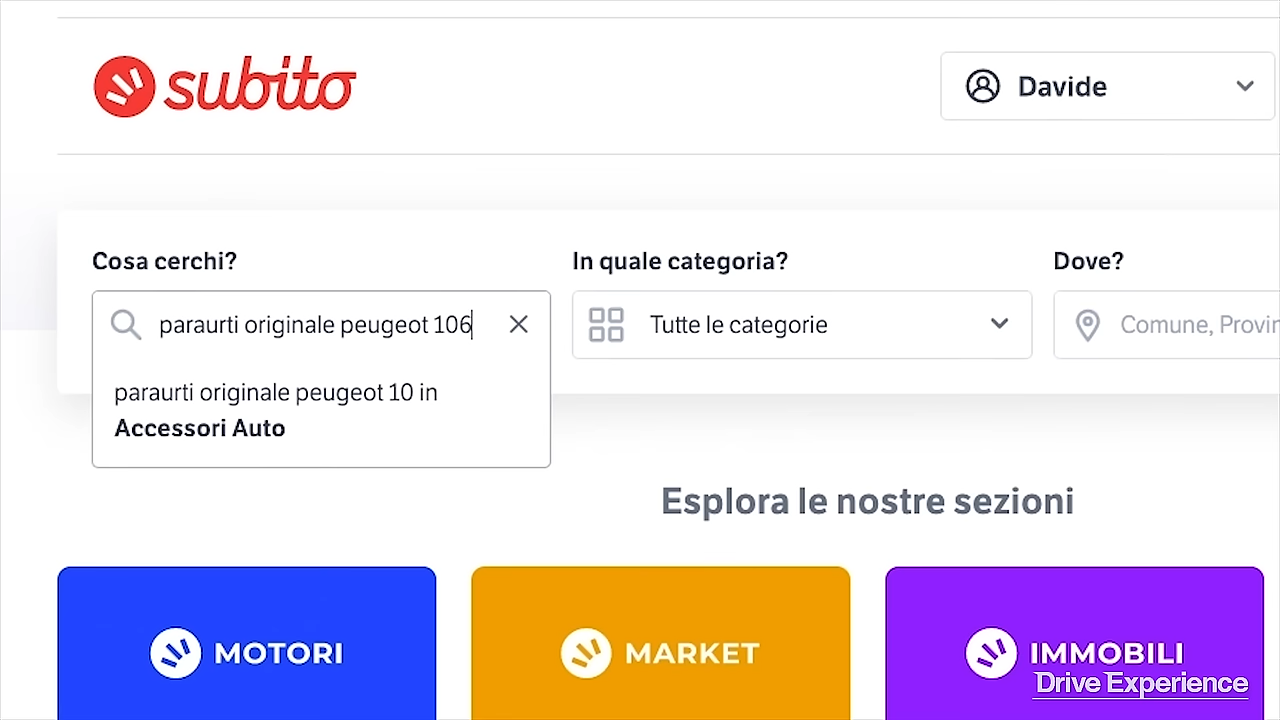 subito
Davide
Cosa cerchi?
In quale categoria?
Dove?
paraurti originale peugeot 106
Tutte le categorie
Comune, Provin
paraurti originale peugeot 10 in
Accessori Auto
Esplora le nostre sezioni
MOTORI
MARKET
IMMOBILI
Drive Experience